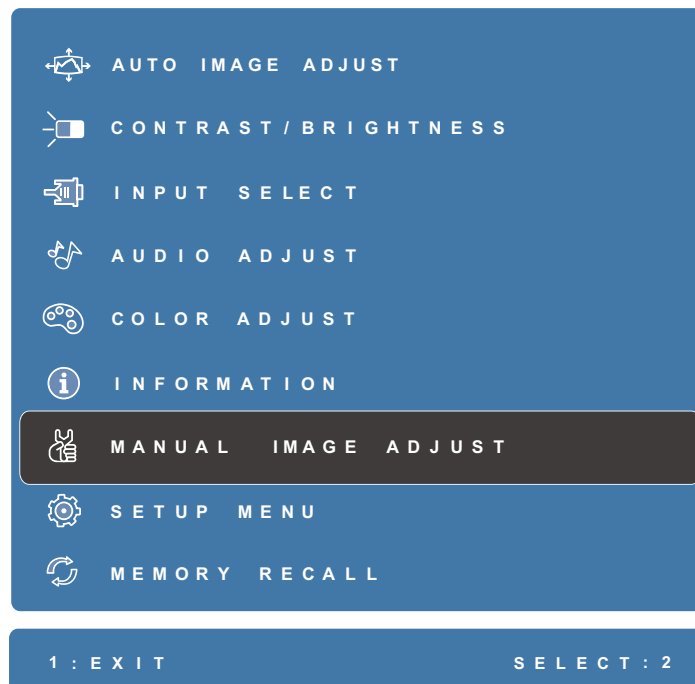 AUTO IMAGE ADJUST
CONTRAST/BRIGHTNESS
INPUT SELECT
AUDIO ADJUST
COLOR ADJUST
INFORMATION
MANUAL IMAGE ADJUST
SETUP MENU
MEMORY RECALL
1:EXIT SELECT:2